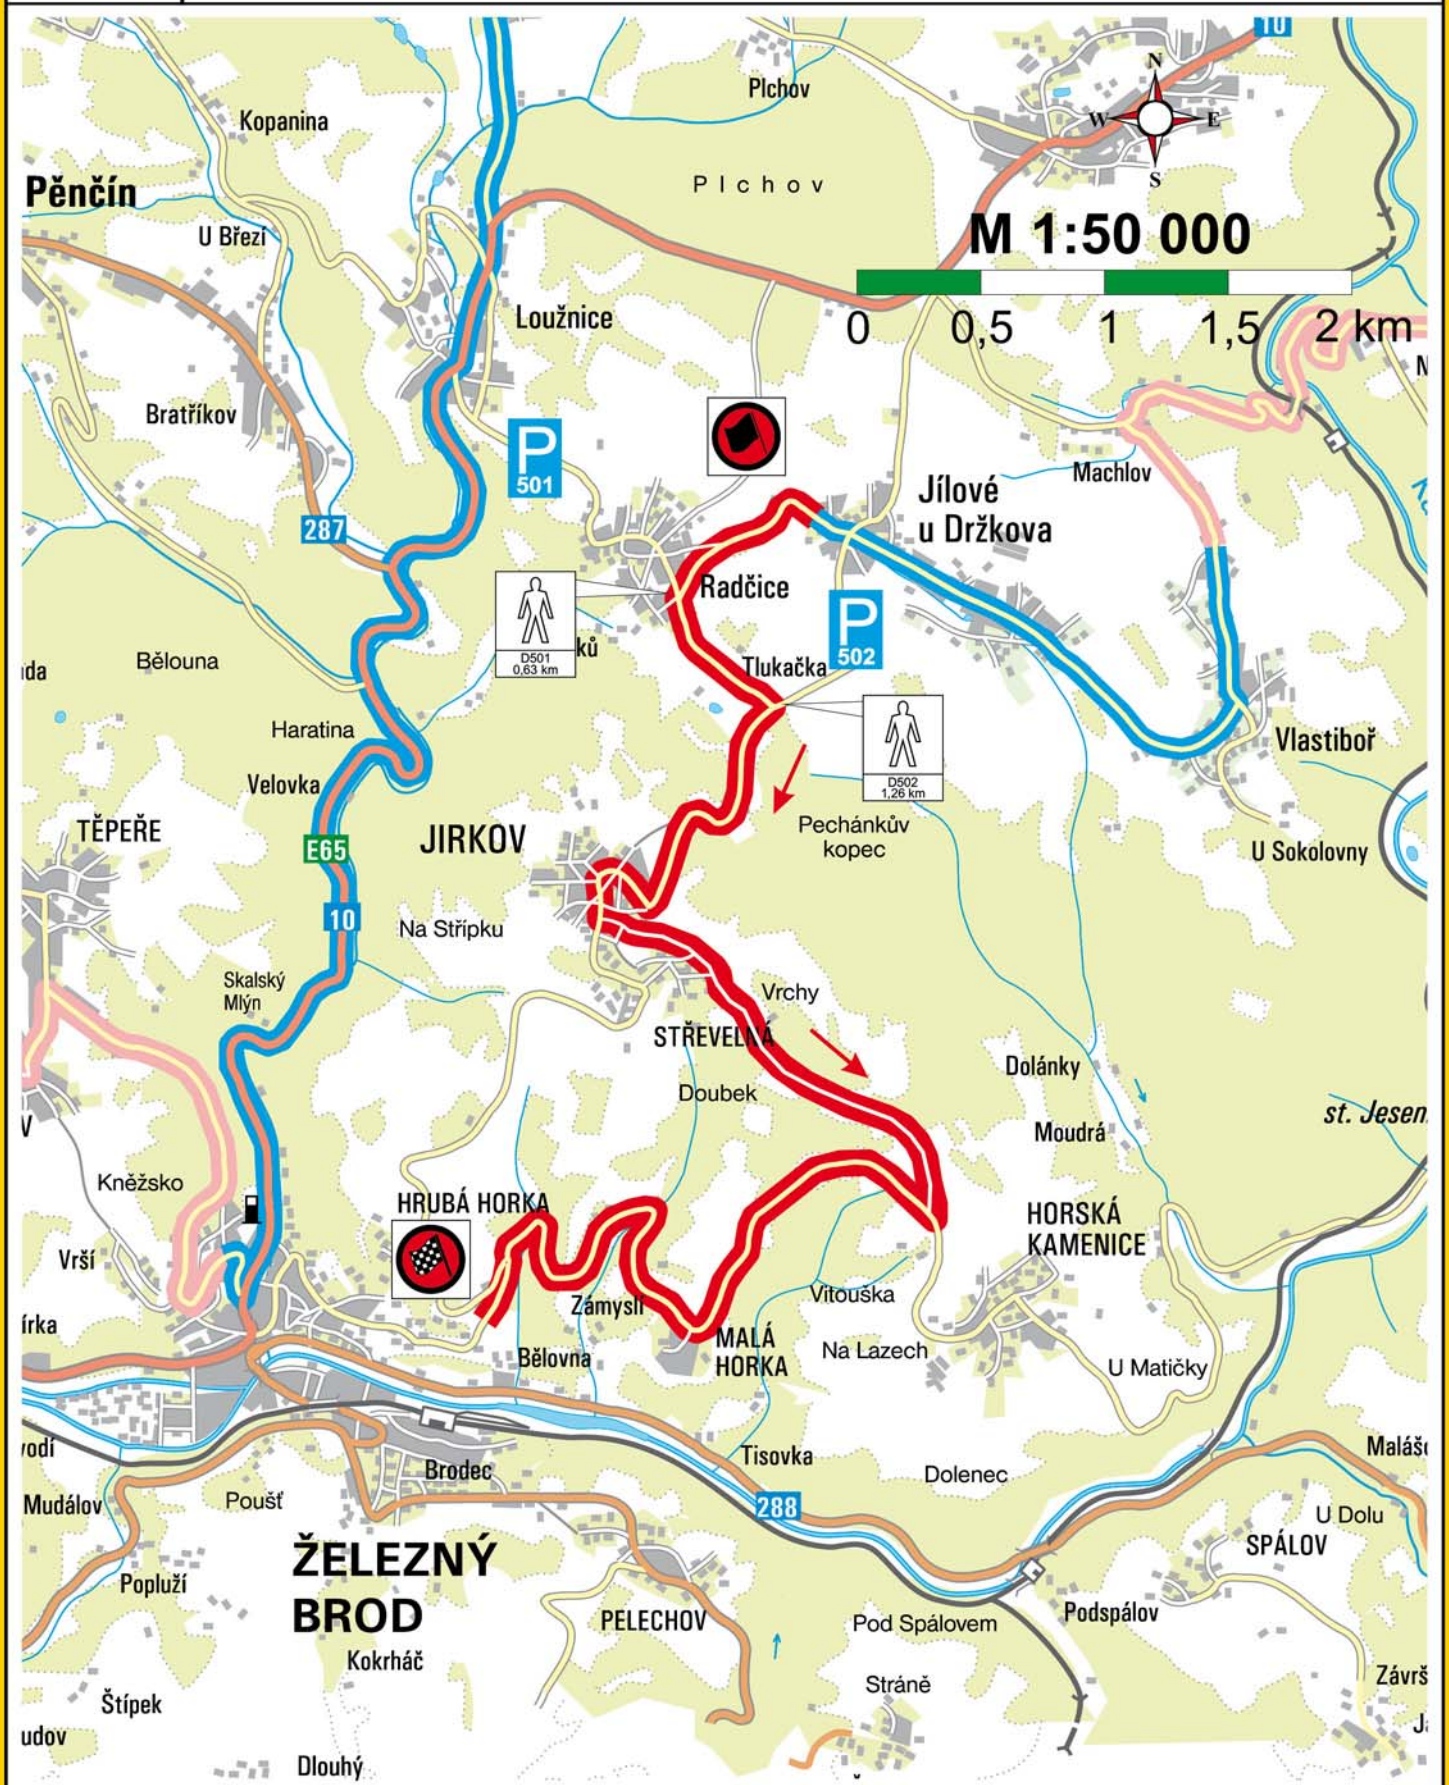 10
Plchov
Kopanina
N
W
E
S
Plchov
Pěnčín
U Březí
M 1:50 000
Loužnice
0
0,5
1
1,5
2 km
N
Bratříkov
P
501
Machlov
Jílové
u Držkova
287
Radčice
P
502
D501
0,63 km
ků
Bělouna
Tlukačka
Haratina
Velovka
D502
1,26 km
Vlastiboř
TĚPEŘE
JIRKOV
Pechánkův
kopec
E65
U Sokolovny
10
Na Střípku
Skalský
Mlýn
Vrchy
STŘEVELNÁ
Dolánky
Doubek
st. Jesen
Moudrá
Kněžsko
HRUBÁ HORKA
HORSKÁ
KAMENICE
Vrší
Zámyslí
Vitouška
írka
MALÁ
HORKA
Bělovna
Na Lazech
U Matičky
vodí
Tisovka
Brodec
Dolenec
Mudálov
Poušť
288
U Dolu
ŽELEZNÝ
BROD
SPÁLOV
Popluží
PELECHOV
Pod Spálovem
Podspálov
Kokrháč
Štípek
Stráně
udov
Dlouhý